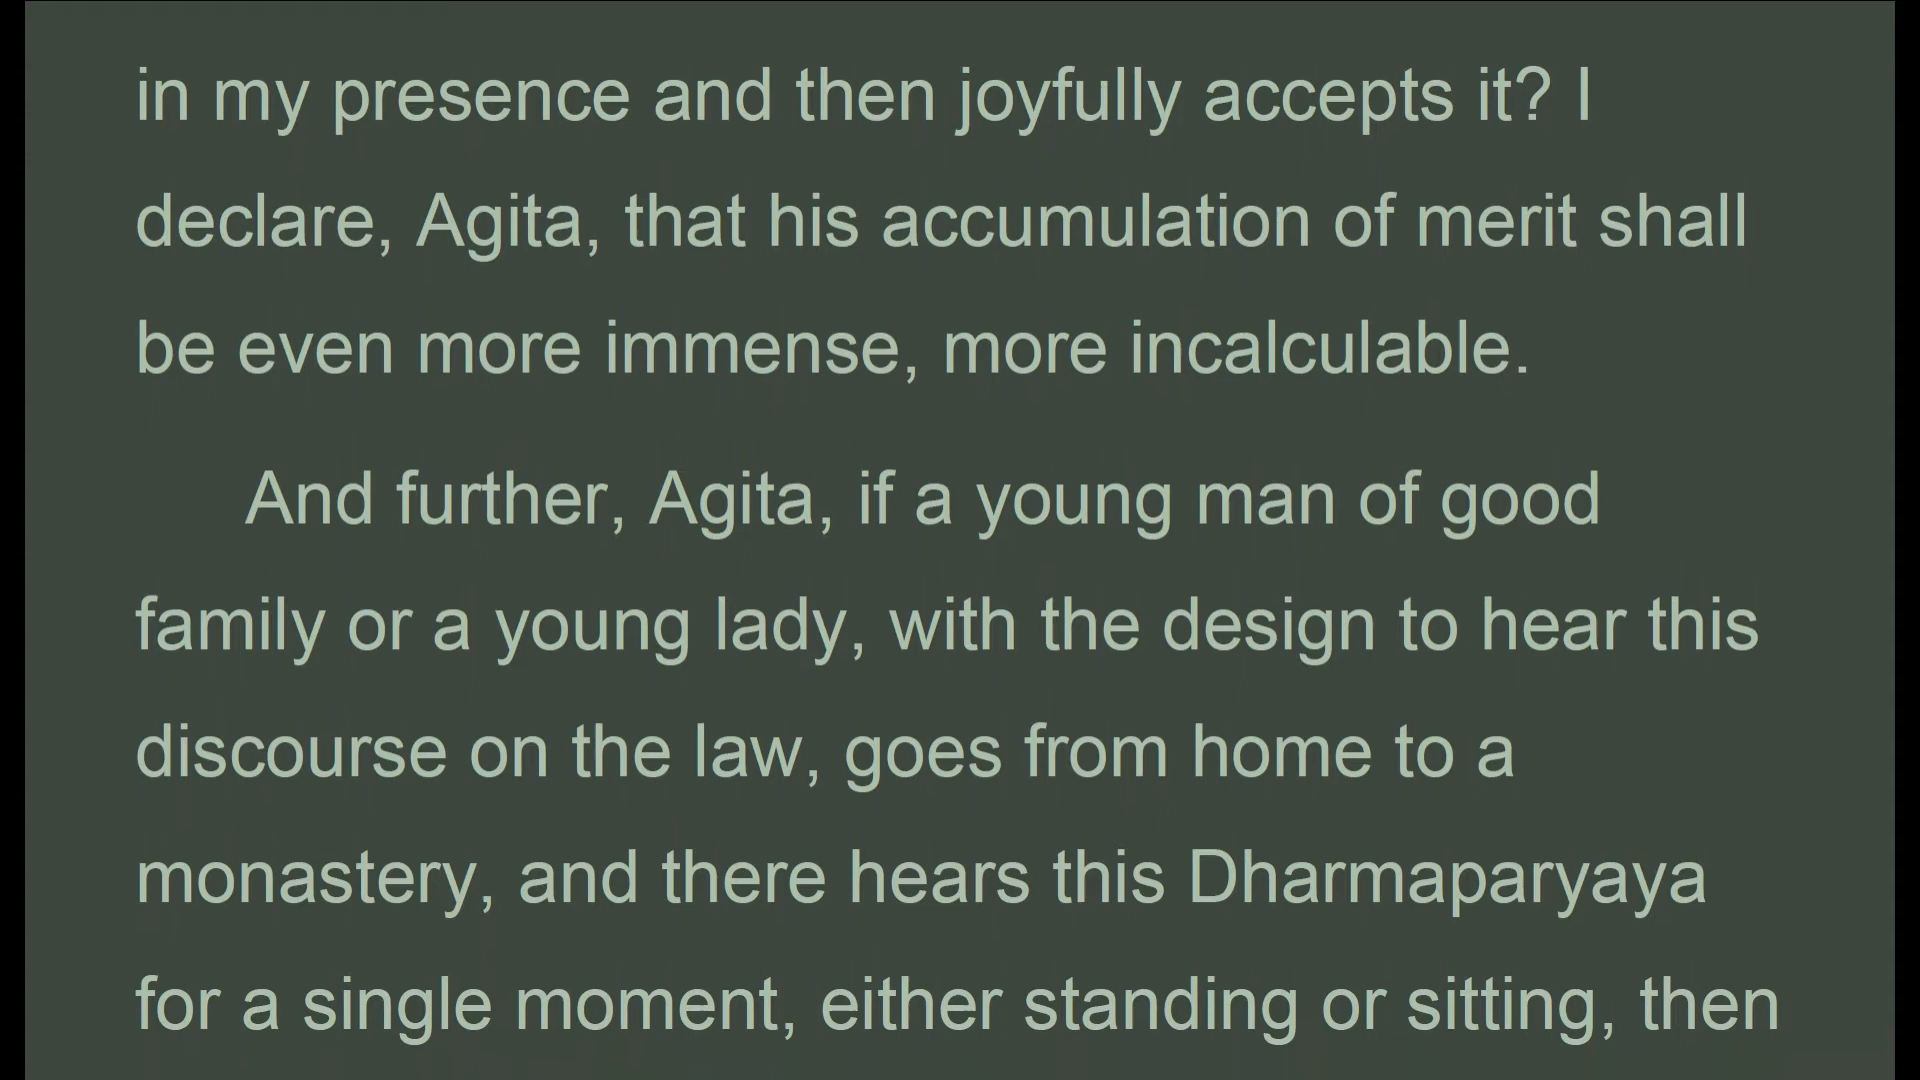 in my presence and then joyfully accepts it? I
declare, Agita, that his accumulation of merit shall
be even more immense, more incalculable.
And further, Agita, if a young man of good
family or a young lady, with the design to hear this
discourse on the law, goes from home to a
monastery, and there hears this Dharmaparyaya
for a single moment, either standing or sitting, then